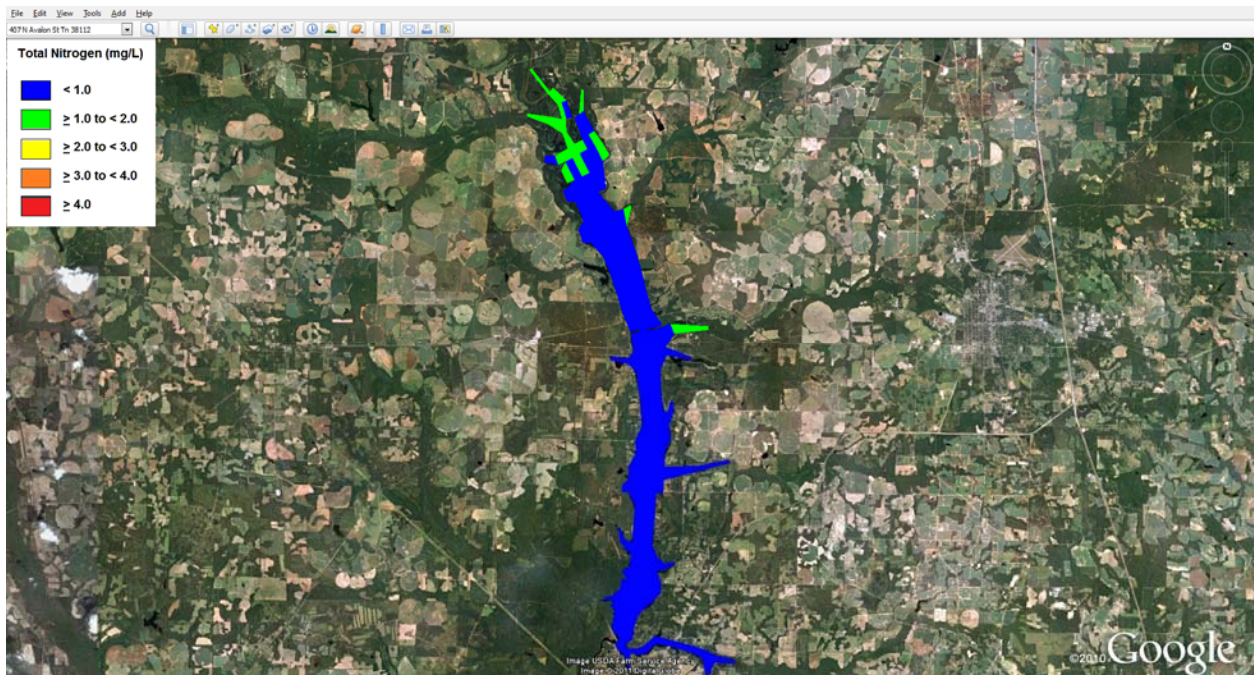 File Edit View Tools Add Help
407 N Avalon St Tn 38112
Total Nitrogen (mg/L)
< 1.0
≥ 1.0 to < 2.0
≥ 2.0 to < 3.0
≥ 3.0 to < 4.0
≥ 4.0
N
Image USDA Farm Service Agency
Image © 2011 DigitalGlobe
©2010 Google